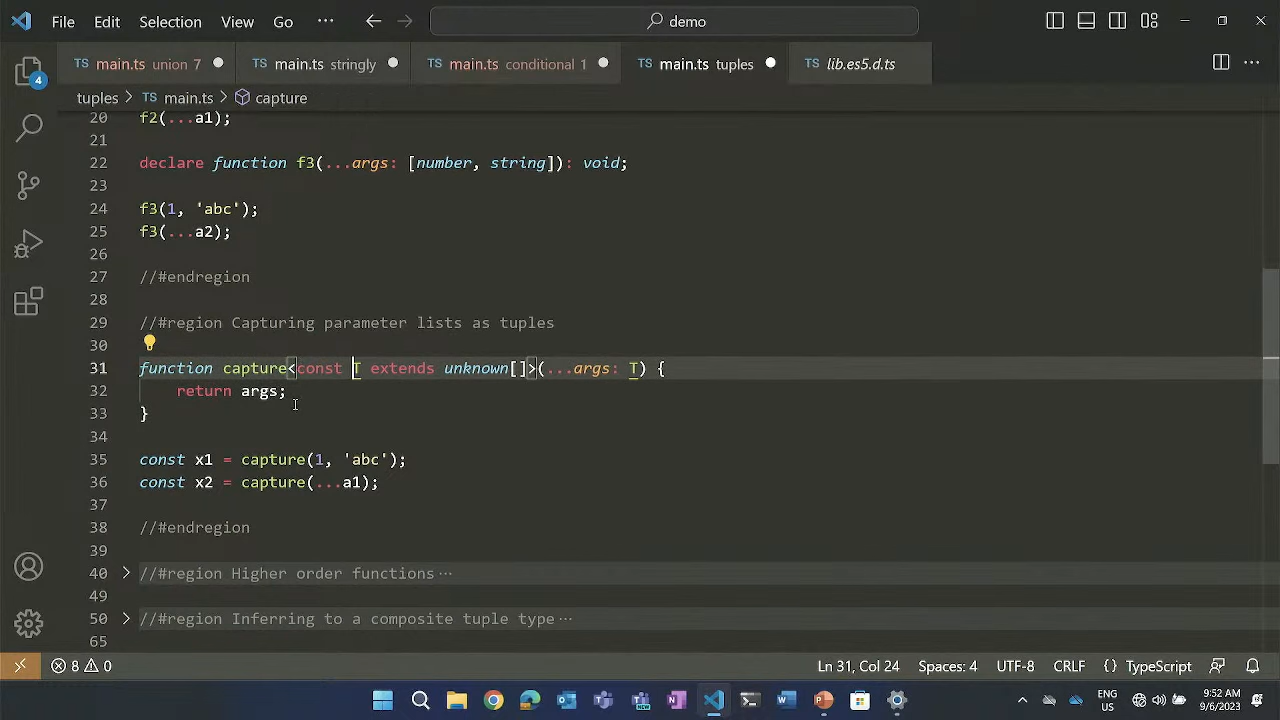 File Edit Selection View Go ··· demo
TS main.ts union 7
TS main.ts stringly
TS main.ts conditional 1
TS main.ts tuples
TS lib.es5.d.ts
4
tuples > TS main.ts > capture
20 f2(...a1);
21
22 declare function f3(...args: [number, string]): void;
23
24 f3(1, 'abc');
25 f3(...a2);
26
27 //#endregion
28
29 //#region Capturing parameter lists as tuples
30
31 function capture<const T extends unknown[]>(...args: T) {
32 return args;
33 }
34
35 const x1 = capture(1, 'abc');
36 const x2 = capture(...a1);
37
38 //#endregion
39
40 > //#region Higher order functions ···
49
50 > //#region Inferring to a composite tuple type ···
65
8 0 Ln 31, Col 24 Spaces: 4 UTF-8 CRLF {} TypeScript
ENG
US
9:52 AM
9/6/2023